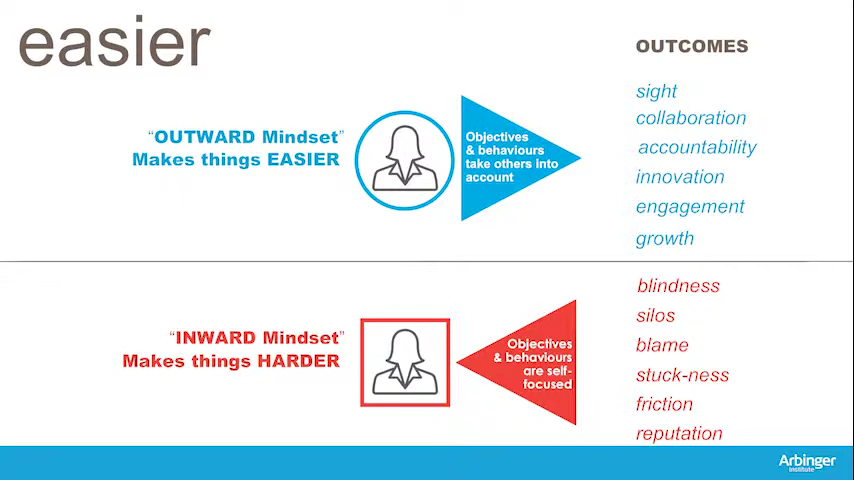 easier
OUTCOMES
“OUTWARD Mindset”
Makes things EASIER
Objectives
& behaviours
take others into
account
sight
collaboration
accountability
innovation
engagement
growth
“INWARD Mindset”
Makes things HARDER
Objectives
& behaviours
are self-
focused
blindness
silos
blame
stuck-ness
friction
reputation
Arbinger
Institute